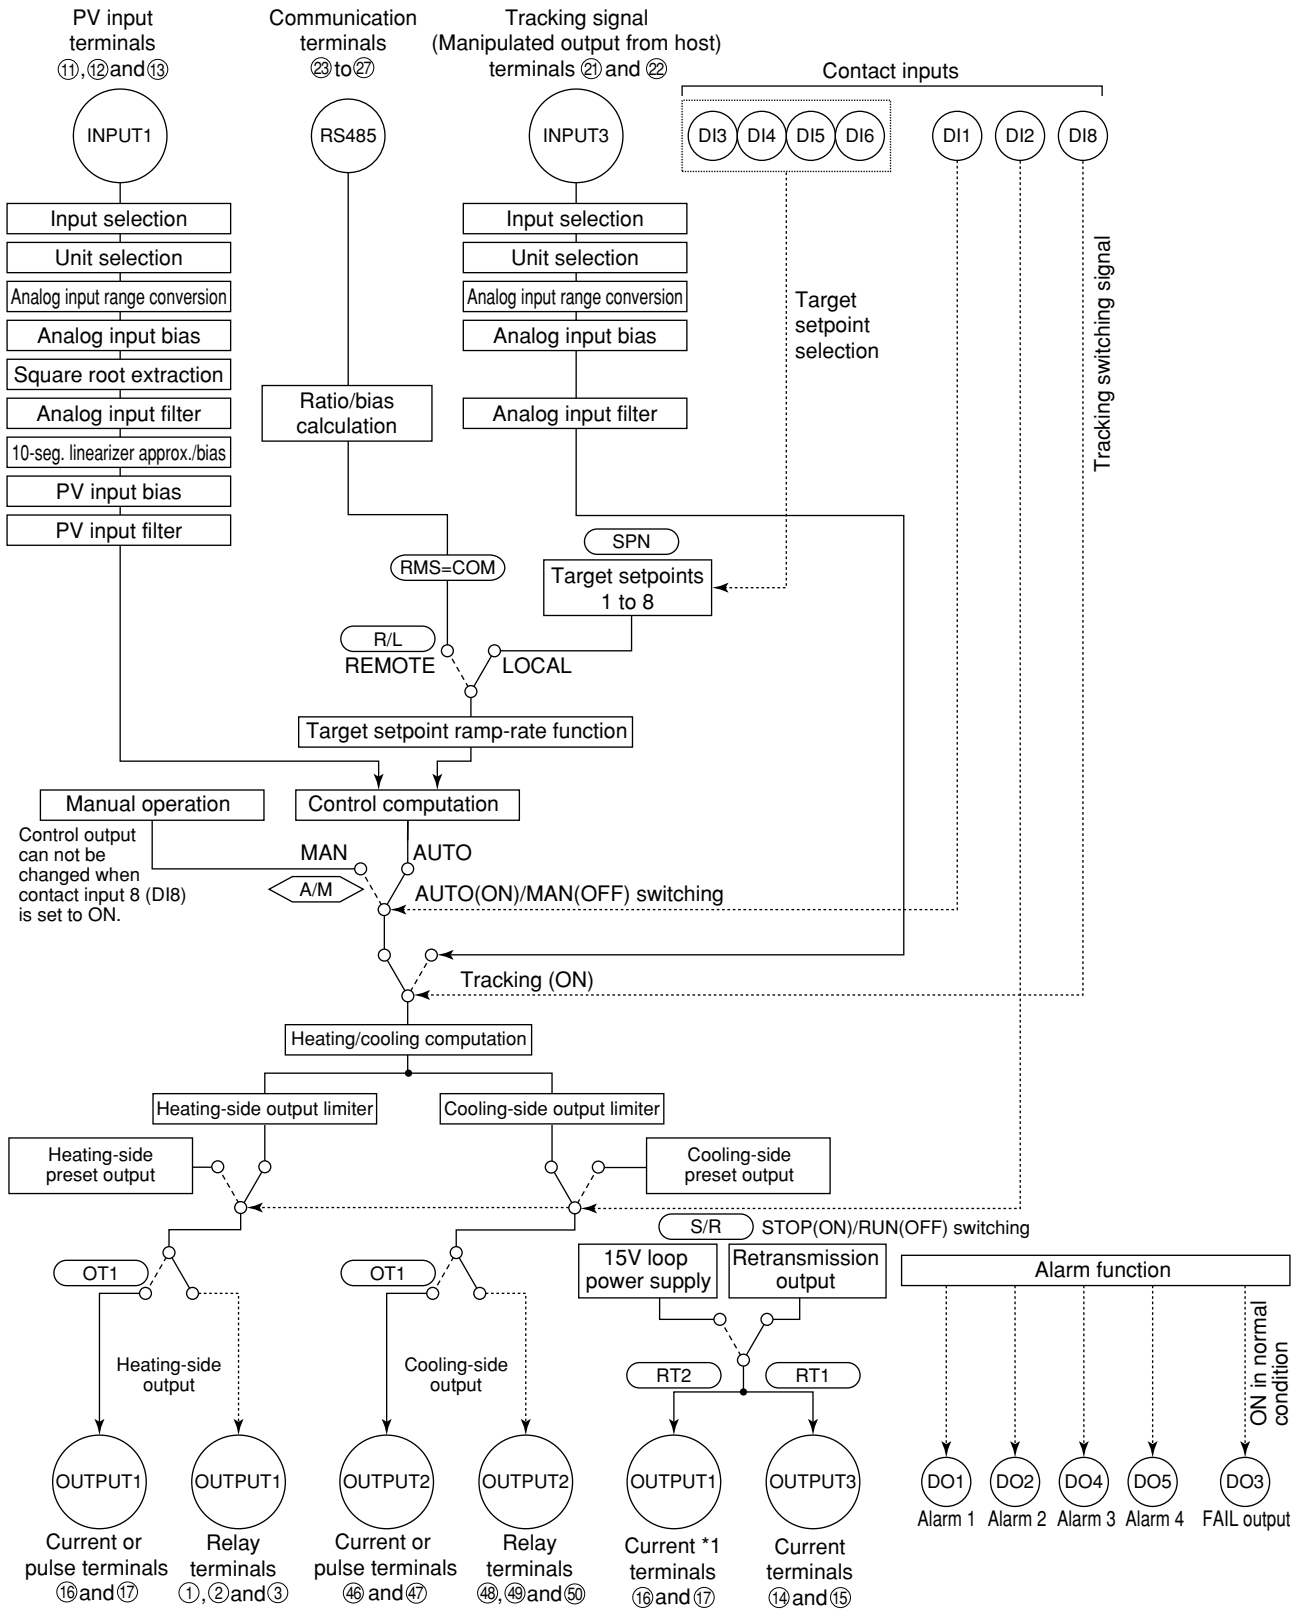 PV input
terminals
⑪,⑫and⑬
Communication
terminals
㉓to㉗
Tracking signal
(Manipulated output from host)
terminals ㉑ and ㉒
Contact inputs
INPUT1
RS485
INPUT3
DI3
DI4
DI5
DI6
DI1
DI2
DI8
Input selection
Unit selection
Analog input range conversion
Analog input bias
Square root extraction
Analog input filter
10-seg. linearizer approx./bias
PV input bias
PV input filter
Ratio/bias
calculation
Input selection
Unit selection
Analog input range conversion
Analog input bias
Analog input filter
Target
setpoint
selection
Tracking switching signal
SPN
RMS=COM
Target setpoints
1 to 8
R/L
REMOTE
LOCAL
Target setpoint ramp-rate function
Manual operation
Control computation
Control output
can not be
changed when
contact input 8 (DI8)
is set to ON.
MAN
AUTO
A/M
AUTO(ON)/MAN(OFF) switching
Tracking (ON)
Heating/cooling computation
Heating-side output limiter
Cooling-side output limiter
Heating-side
preset output
Cooling-side
preset output
S/R
STOP(ON)/RUN(OFF) switching
OT1
OT1
15V loop
power supply
Retransmission
output
Alarm function
Heating-side
output
Cooling-side
output
RT2
RT1
ON in normal
condition
OUTPUT1
OUTPUT1
OUTPUT2
OUTPUT2
OUTPUT1
OUTPUT3
DO1
DO2
DO4
DO5
DO3
Alarm 1
Alarm 2
Alarm 3
Alarm 4
FAIL output
Current or
pulse terminals
⑯and⑰
Relay
terminals
①,②and③
Current or
pulse terminals
㊻and㊼
Relay
terminals
㊽,㊾and㊿
Current *1
terminals
⑯and⑰
Current
terminals
⑭and⑮